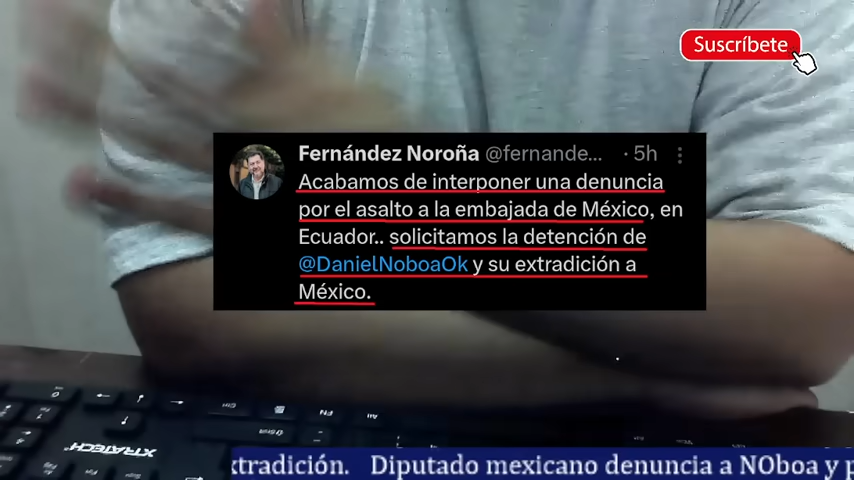 Suscríbete
Fernández Noroña @fernande... · 5h
Acabamos de interponer una denuncia
por el asalto a la embajada de México, en
Ecuador.. solicitamos la detención de
@DanielNoboaOk y su extradición a
México.
XTRATECH
xtradición. Diputado mexicano denuncia a NOboa y p